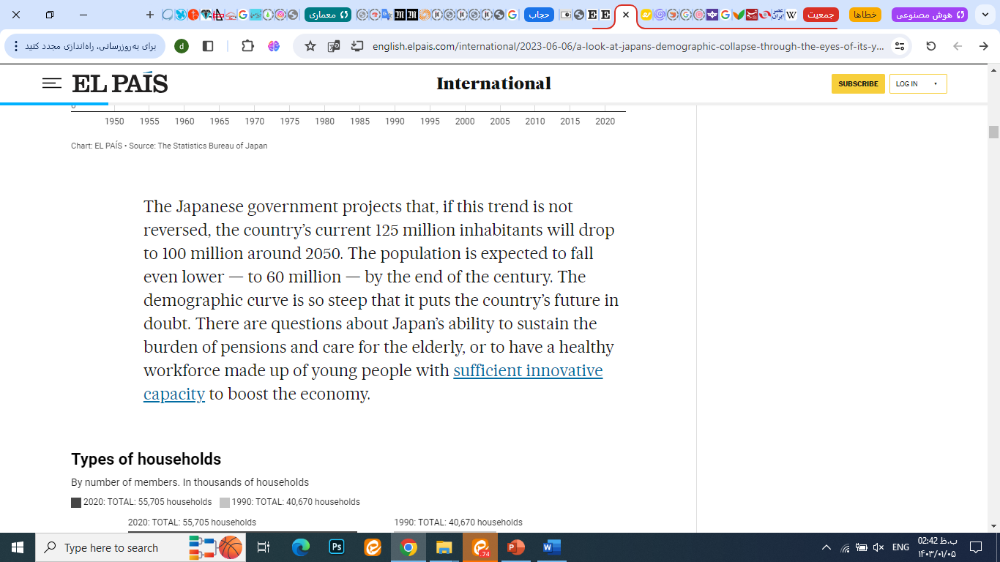 معماری
حجاب
جمعیت
خطاها
هوش مصنوعی
برای به‌روزرسانی، راه‌اندازی مجدد کنید
d
english.elpais.com/international/2023-06-06/a-look-at-japans-demographic-collapse-through-the-eyes-of-its-y...
EL PAÍS
International
SUBSCRIBE
LOG IN
0
1950 1955 1960 1965 1970 1975 1980 1985 1990 1995 2000 2005 2010 2015 2020
Chart: EL PAÍS • Source: The Statistics Bureau of Japan
The Japanese government projects that, if this trend is not
reversed, the country’s current 125 million inhabitants will drop
to 100 million around 2050. The population is expected to fall
even lower — to 60 million — by the end of the century. The
demographic curve is so steep that it puts the country’s future in
doubt. There are questions about Japan’s ability to sustain the
burden of pensions and care for the elderly, or to have a healthy
workforce made up of young people with sufficient innovative
capacity to boost the economy.
Types of households
By number of members. In thousands of households
2020: TOTAL: 55,705 households 1990: TOTAL: 40,670 households
2020: TOTAL: 55,705 households 1990: TOTAL: 40,670 households
Type here to search
Ps
.74
ENG
02:42 ب.ظ
۱۴۰۳/۰۱/۰۵